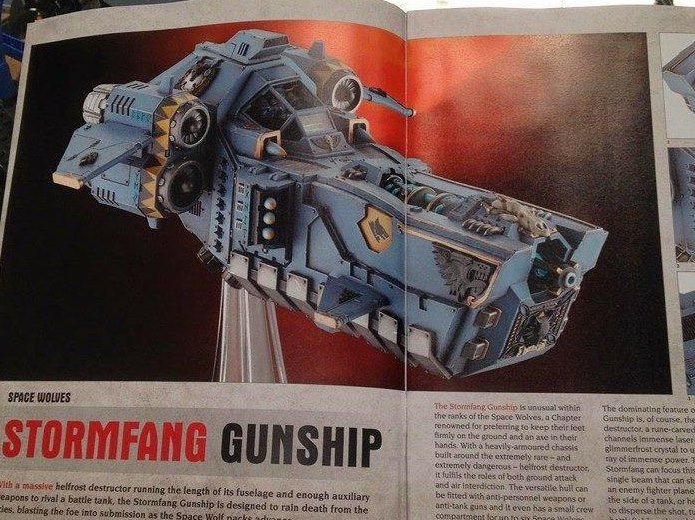 SPACE WOLVES
STORMFANG GUNSHIP
With a massive helfrost destructor running the length of its fuselage and enough auxiliary
weapons to rival a battle tank, the Stormfang Gunship is designed to rain death from the
blasting the foe into submission as the Space Wolf packs
The Stormfang Gunship is unusual within
the ranks of the Space Wolves, a Chapter
renowned for preferring to keep their feet
firmly on the ground and an axe in their
hands. With a heavily-armoured chassis
built around the extremely rare – and
extremely dangerous – helfrost destructor,
it fulfils the roles of both ground attack
and air interdiction. The versatile hull can
be fitted with anti-personnel weapons or
anti-tank guns and it even has a small crew
compartment for up to six Space
The dominating feature
Gunship is, of course, the
destructor, a rune-carved
channels immense
glimmerfrost crystal to
ray of immense power.
Stormfang can focus this
single beam that can
an enemy flier
the side of a tank, or
to disperse the shot,